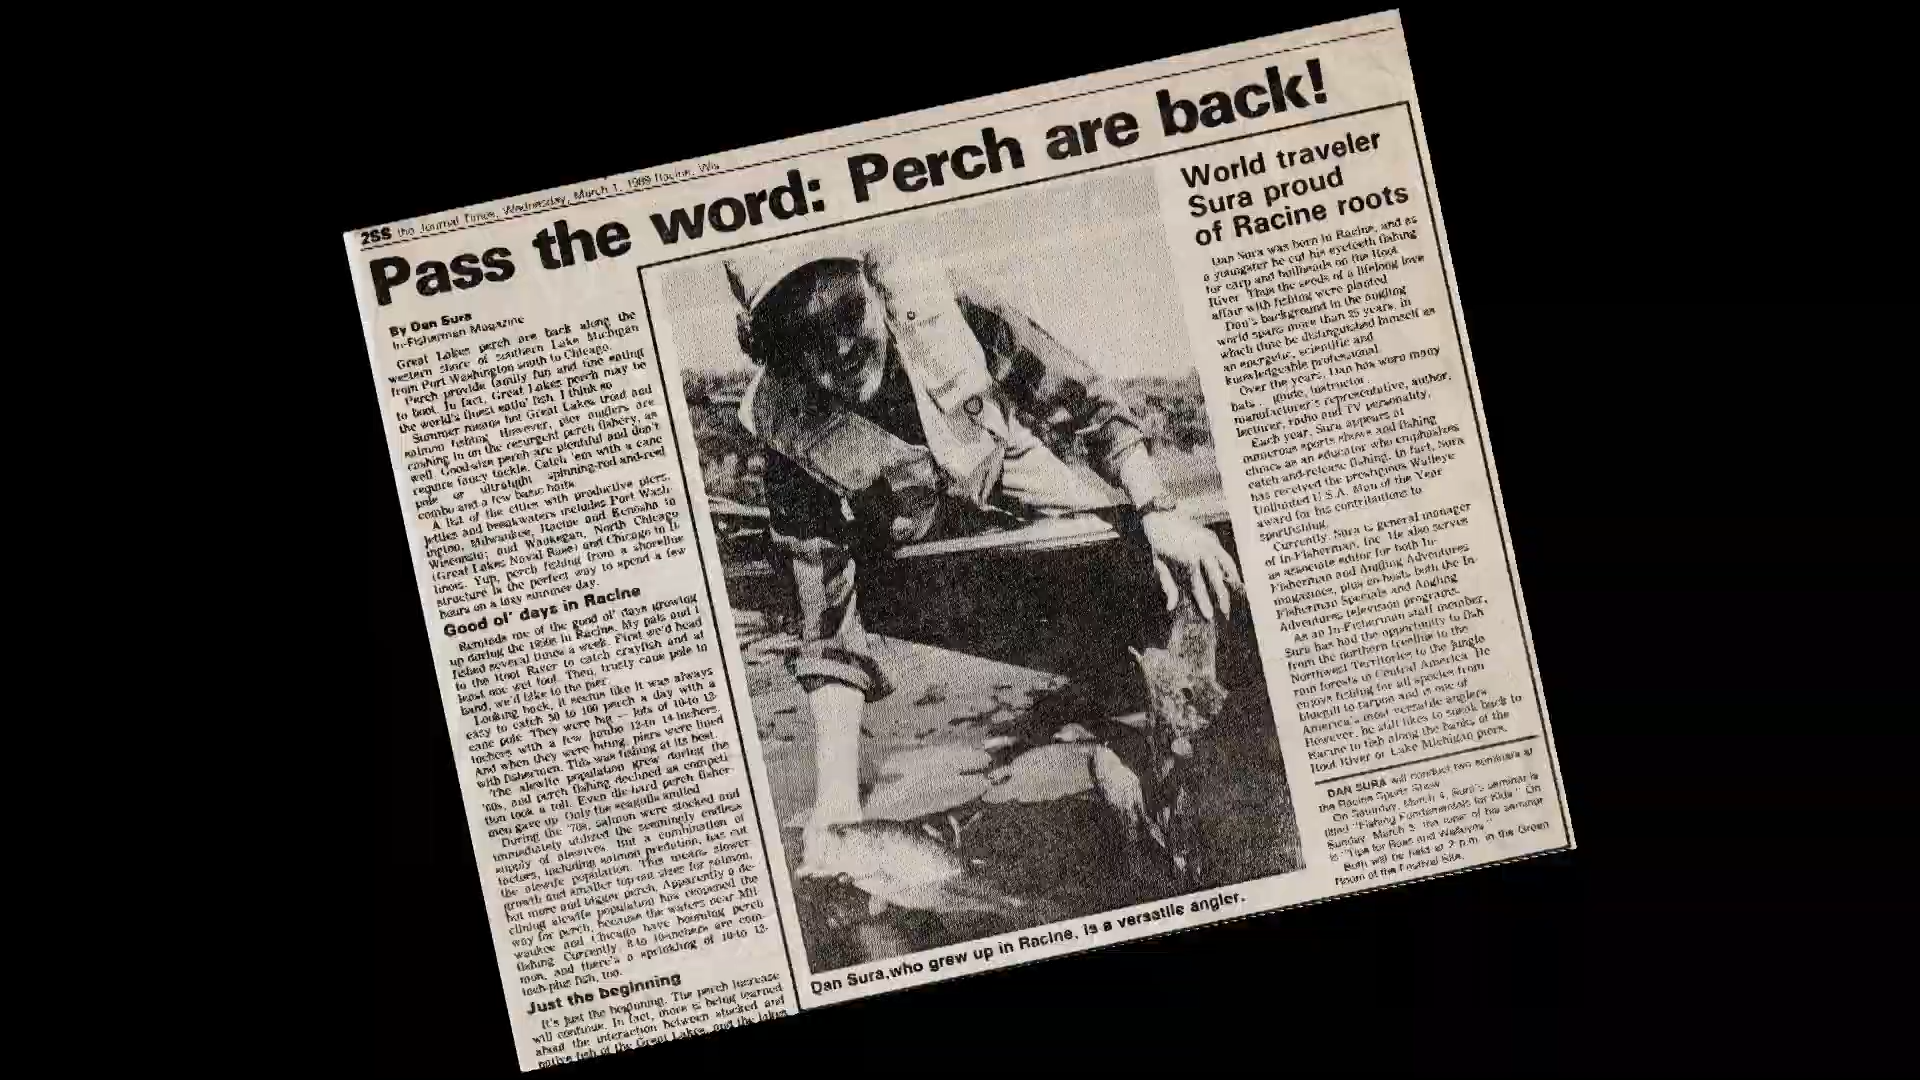 2SS the Journal Times, Wednesday, March 1, 1989 Racine, Wis
Pass the word: Perch are back!
By Dan Sura
In-Fisherman Magazine
Great Lakes perch are back along the
western shore of southern Lake Michigan
from Port Washington south to Chicago.
Perch provide family fun and fine eating
to boot. In fact, Great Lakes perch may be
the world's finest eatin' fish. I think so.
Summer means hot Great Lakes trout and
salmon fishing. However, pier anglers are
cashing in on the resurgent perch fishery, as
well. Good-size perch are plentiful and don't
require fancy tackle. Catch 'em with a cane
pole or ultralight spinning-rod-and-reel
combo and a few basic baits.
A list of the cities with productive piers,
jetties and breakwaters includes Port Wash-
ington, Milwaukee, Racine and Kenosha in
Wisconsin; and Waukegan, North Chicago
(Great Lakes Naval Base) and Chicago in Il-
linois. Yup, perch fishing from a shoreline
structure is the perfect way to spend a few
hours on a lazy summer day.
Good ol' days in Racine
Reminds me of the good ol' days growing
up during the 1950s in Racine. My pals and I
fished several times a week. First we'd head
to the Root River to catch crayfish and at
least one wet foot. Then, trusty cane pole in
hand, we'd hike to the pier.
Looking back, it seems like it was always
easy to catch 50 to 100 perch a day with a
cane pole. They were big — lots of 10-to 12-
inchers with a few jumbo 12-to 14-inchers.
And when they were biting, piers were lined
with fishermen. This was fishing at its best.
The alewife population grew during the
'60s, and perch fishing declined as competi-
tion took a toll. Even die-hard perch fisher-
men gave up. Only the seagulls smiled.
During the '70s, salmon were stocked and
immediately utilized the seemingly endless
supply of alewives. But a combination of
factors, including salmon predation, has cut
the alewife population. This means slower
growth and smaller top-out sizes for salmon,
but more and bigger perch. Apparently a de-
clining alewife population has reopened the
way for perch, because the waters near Mil-
waukee and Chicago have booming perch
fishing. Currently, 8 to 10-inchers are com-
mon, and there's a sprinkling of 10-to 12-
inch-plus fish, too.
Just the beginning
It's just the beginning. The perch increase
will continue. In fact, more is being learned
about the interaction between stocked and
native fish of the Great Lakes, and the lakes
Dan Sura, who grew up in Racine, is a versatile angler.
World traveler
Sura proud
of Racine roots
Dan Sura was born in Racine, and as
a youngster he cut his eyeteeth fishing
for carp and bullheads on the Root
River. Thus the seeds of a lifelong love
affair with fishing were planted.
Dan's background in the angling
world spans more than 25 years, in
which time he distinguished himself as
an energetic, scientific and
knowledgeable professional.
Over the years, Dan has worn many
hats . . guide, instructor,
manufacturer's representative, author,
lecturer, radio and TV personality.
Each year, Sura appears at
numerous sports shows and fishing
clinics as an educator who emphasizes
catch-and-release fishing. In fact, Sura
has received the prestigious Walleye
Unlimited U.S.A. Man of the Year
award for his contributions to
sportfishing.
Currently, Sura is general manager
of In-Fisherman, Inc. He also serves
as associate editor for both In-
Fisherman and Angling Adventures
magazines, plus co-hosts both the In-
Fisherman Specials and Angling
Adventures television programs.
As an In-Fisherman staff member,
Sura has had the opportunity to fish
from the northern treeline in the
Northwest Territories to the jungle
rain forests in Central America. He
enjoys fishing for all species from
bluegill to tarpon and is one of
America's most versatile anglers.
However, he still likes to sneak back to
Racine to fish along the banks of the
Root River or Lake Michigan piers.
DAN SURA will conduct two seminars at
the Racine Sports Show.
On Saturday, March 4, Sura's seminar is
titled "Fishing Fundamentals for Kids." On
Sunday, March 5, the topic of his seminar
is "Tips for Bass and Walleyes."
Both will be held at 2 p.m. in the Green
Room of the Festival Site.